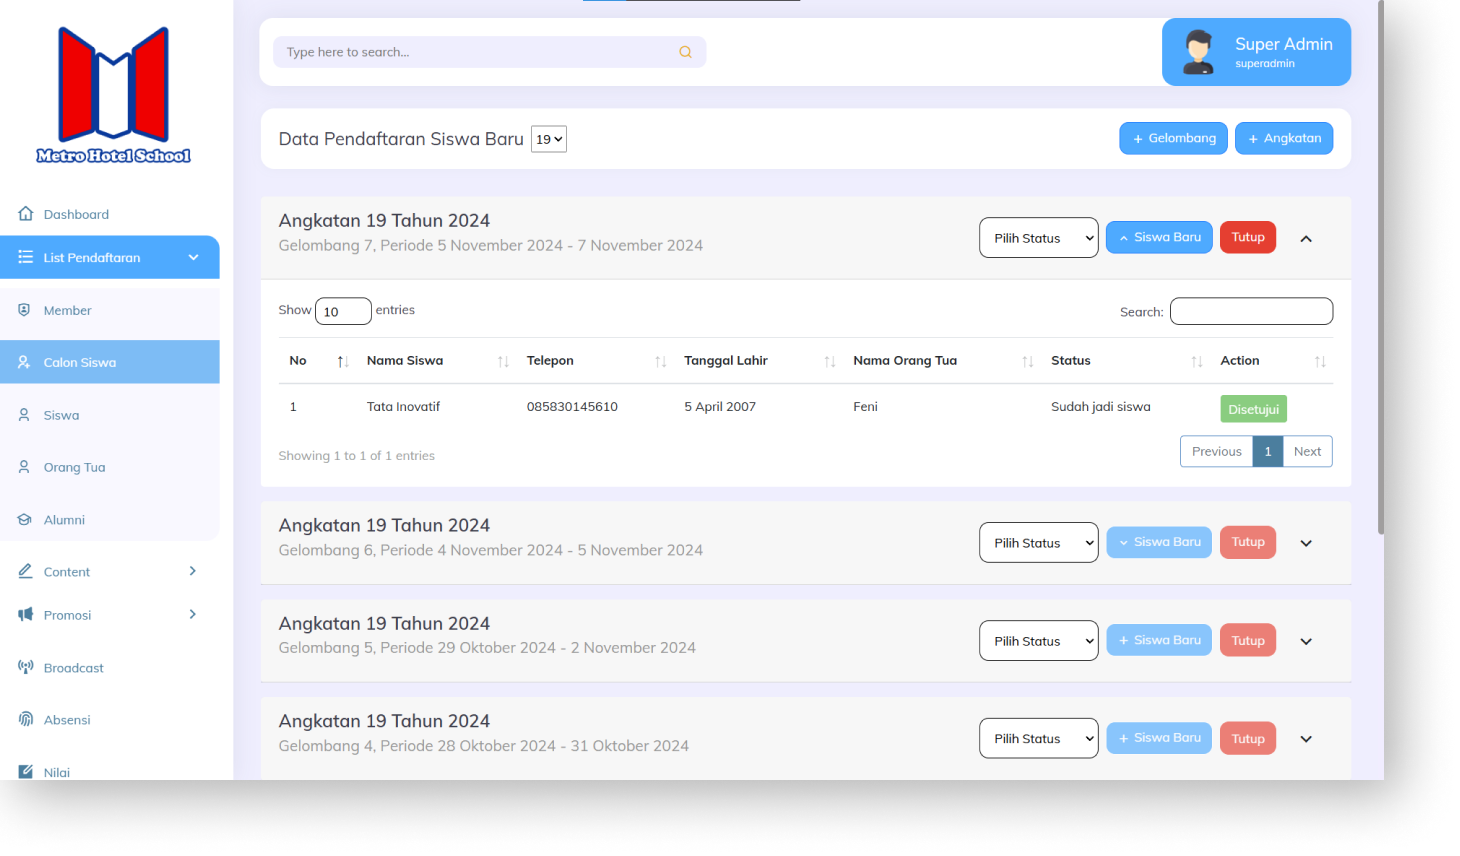 Metro Hotel School
Dashboard
List Pendaftaran
Member
Calon Siswa
Siswa
Orang Tua
Alumni
Content
Promosi
Broadcast
Absensi
Nilai
Type here to search...
Super Admin
superadmin
Data Pendaftaran Siswa Baru 19
+ Gelombang + Angkatan
Angkatan 19 Tahun 2024
Gelombang 7, Periode 5 November 2024 - 7 November 2024
Pilih Status Siswa Baru Tutup
Show 10 entries Search:
No Nama Siswa Telepon Tanggal Lahir Nama Orang Tua Status Action
1 Tata Inovatif 085830145610 5 April 2007 Feni Sudah jadi siswa Disetujui
Showing 1 to 1 of 1 entries Previous 1 Next
Angkatan 19 Tahun 2024
Gelombang 6, Periode 4 November 2024 - 5 November 2024
Pilih Status Siswa Baru Tutup
Angkatan 19 Tahun 2024
Gelombang 5, Periode 29 Oktober 2024 - 2 November 2024
Pilih Status + Siswa Baru Tutup
Angkatan 19 Tahun 2024
Gelombang 4, Periode 28 Oktober 2024 - 31 Oktober 2024
Pilih Status + Siswa Baru Tutup